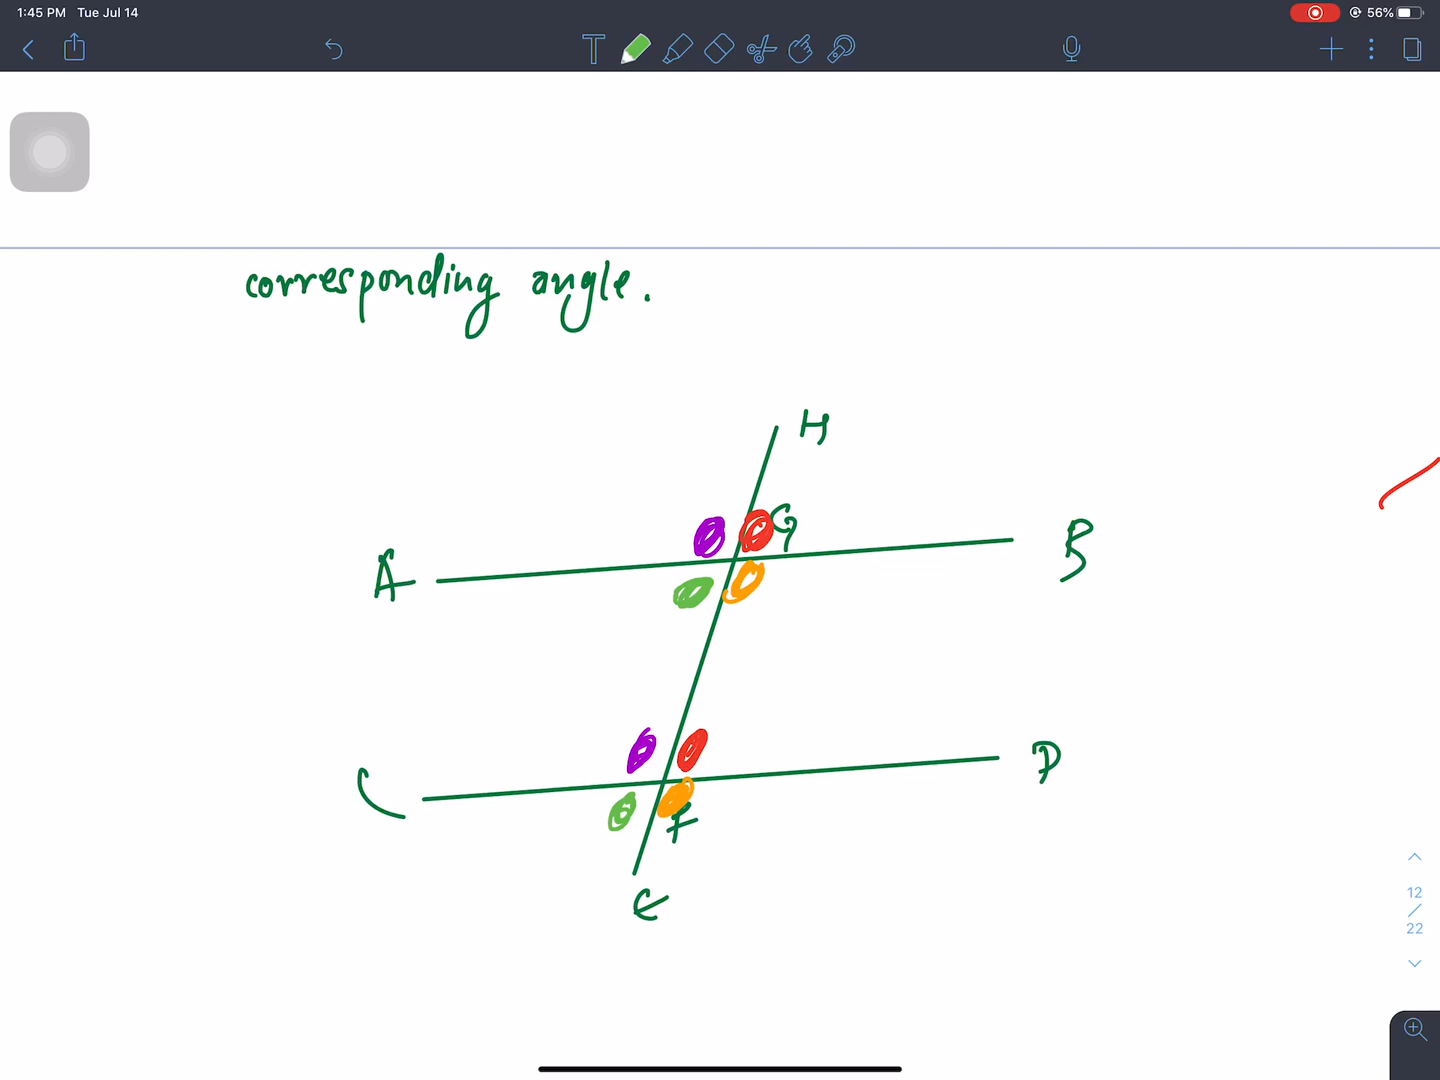 1:45 PM Tue Jul 14
56%
T
corresponding angle.
H
G
A
B
C
D
F
E
12
/
22